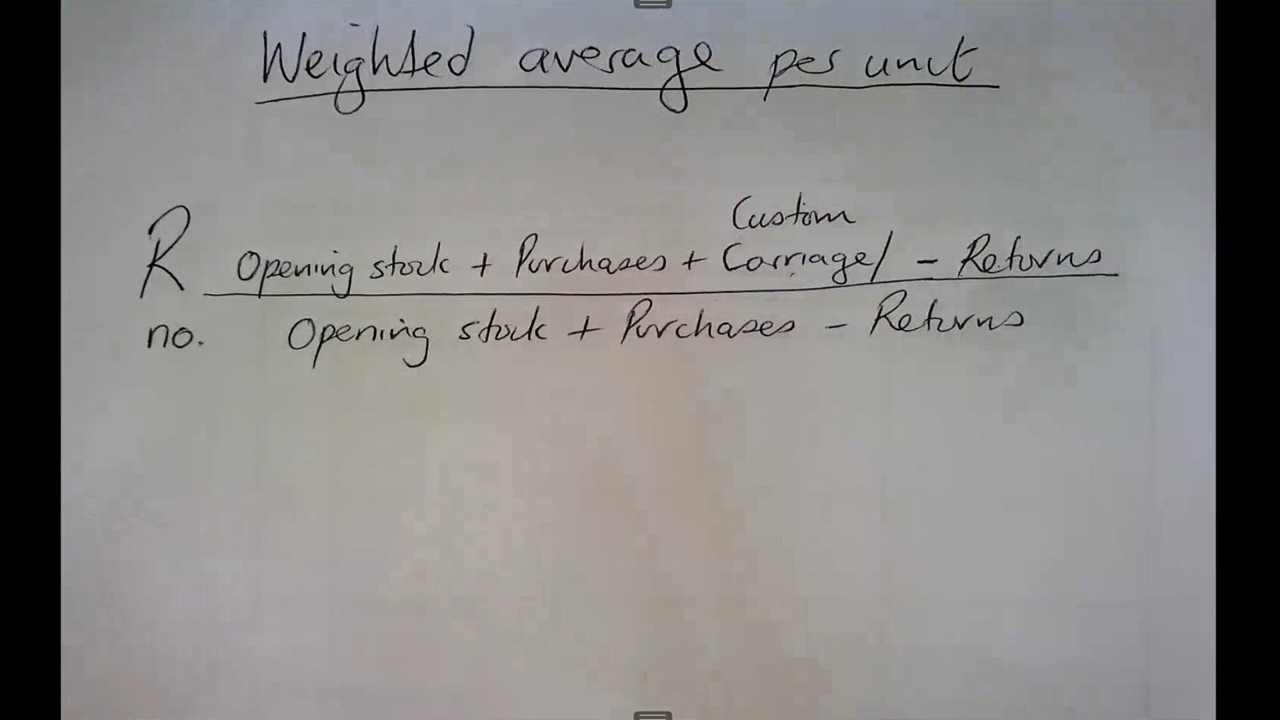 Weighted average per unit
Custom
R Opening stock + Purchases + Carriage/ - Returns
no. Opening stock + Purchases - Returns